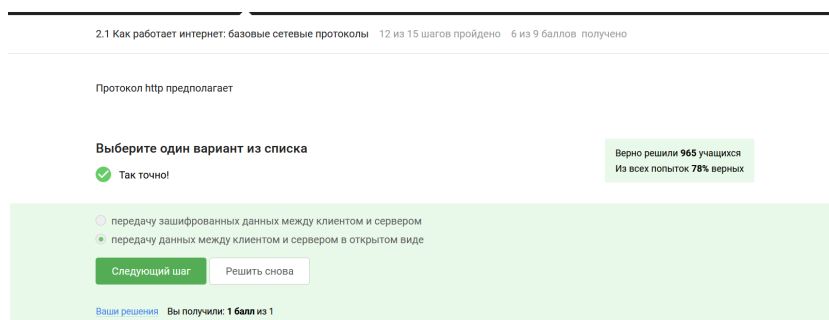 2.1 Как работает интернет: базовые сетевые протоколы 12 из 15 шагов пройдено 6 из 9 баллов получено
Протокол http предполагает
Выберите один вариант из списка
Верно решили 965 учащихся
Из всех попыток 78% верных
Так точно!
передачу зашифрованных данных между клиентом и сервером
передачу данных между клиентом и сервером в открытом виде
Следующий шаг Решить снова
Ваши решения Вы получили: 1 балл из 1